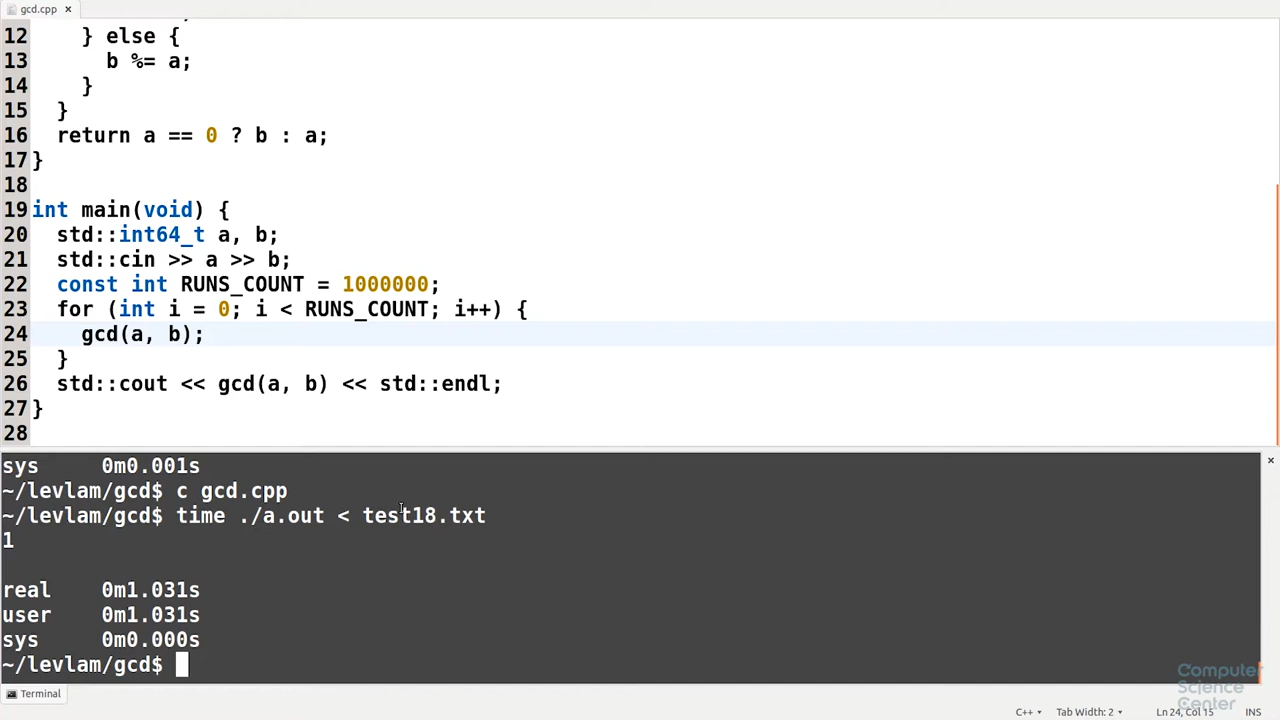 gcd.cpp ×
12 } else {
13 b %= a;
14 }
15 }
16 return a == 0 ? b : a;
17 }
18
19 int main(void) {
20 std::int64_t a, b;
21 std::cin >> a >> b;
22 const int RUNS_COUNT = 1000000;
23 for (int i = 0; i < RUNS_COUNT; i++) {
24 gcd(a, b);
25 }
26 std::cout << gcd(a, b) << std::endl;
27 }
28
sys 0m0.001s
~/levlam/gcd$ c gcd.cpp
~/levlam/gcd$ time ./a.out < test18.txt
1
real 0m1.031s
user 0m1.031s
sys 0m0.000s
~/levlam/gcd$
Computer
Science
Center
Terminal
C++ Tab Width: 2 Ln 24, Col 15 INS